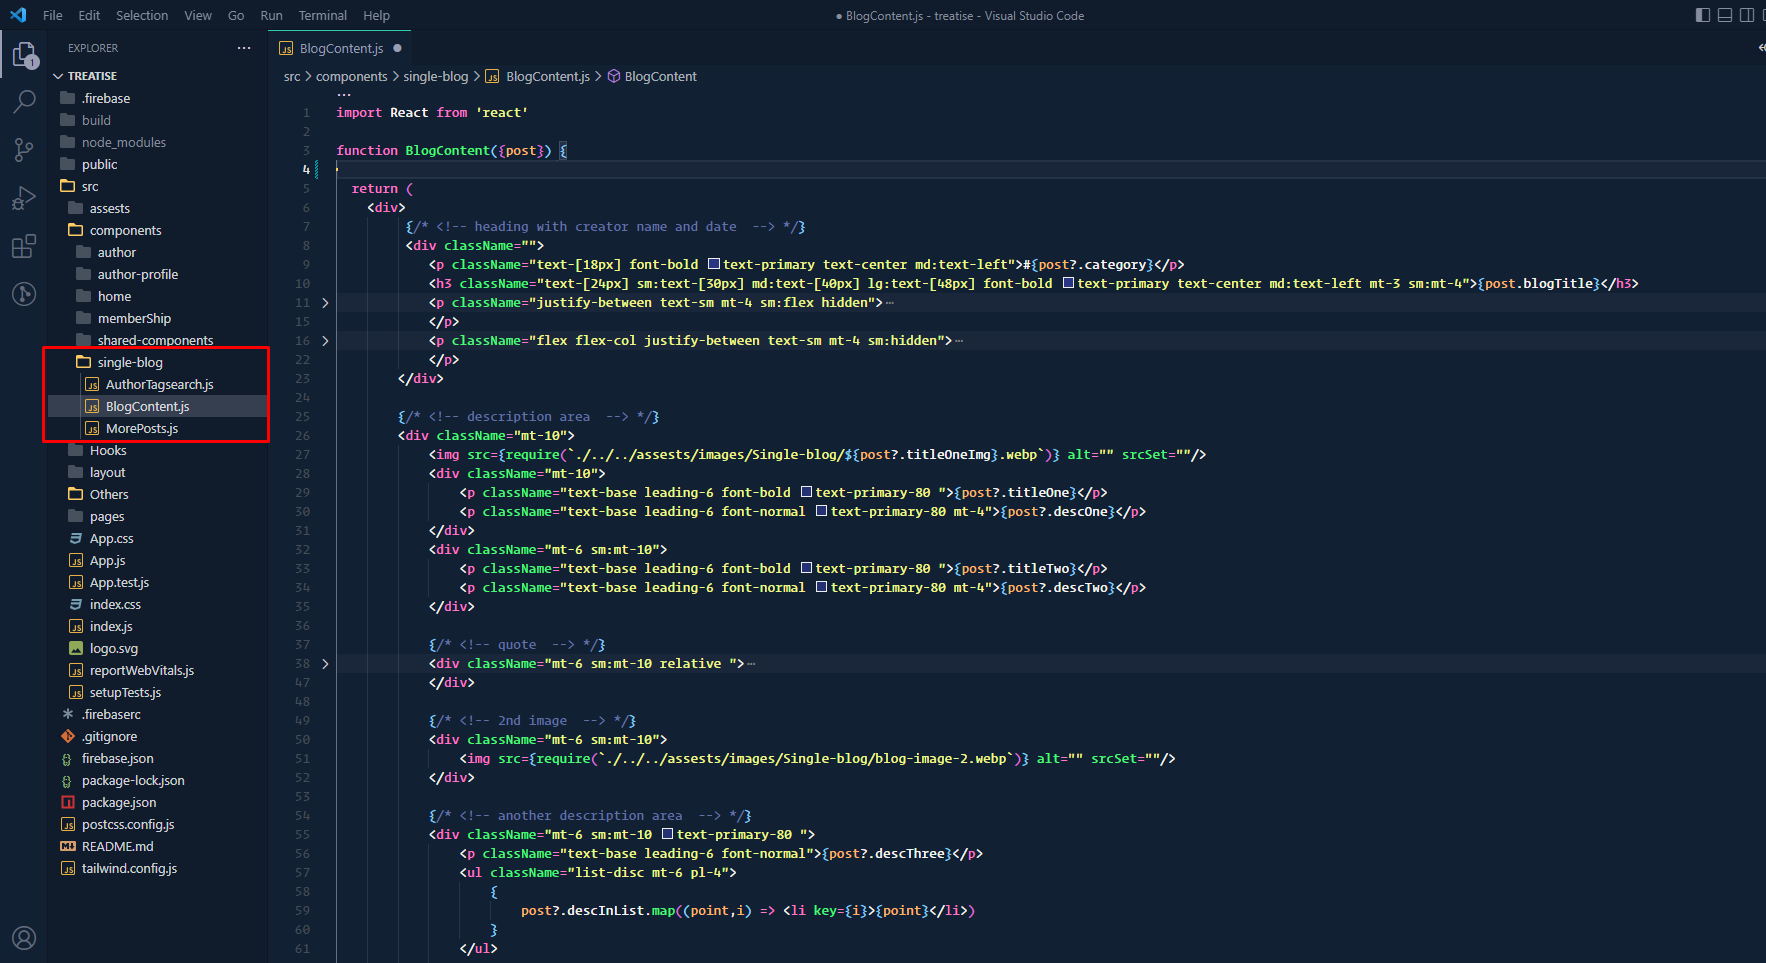 File Edit Selection View Go Run Terminal Help
● BlogContent.js - treatise - Visual Studio Code
1
EXPLORER ...
TREATISE
.firebase
build
node_modules
public
src
assests
components
author
author-profile
home
memberShip
shared-components
single-blog
AuthorTagsearch.js
BlogContent.js
MorePosts.js
Hooks
layout
Others
pages
App.css
App.js
App.test.js
index.css
index.js
logo.svg
reportWebVitals.js
setupTests.js
.firebaserc
.gitignore
firebase.json
package-lock.json
package.json
postcss.config.js
README.md
tailwind.config.js
JS BlogContent.js ●
src > components > single-blog > JS BlogContent.js > BlogContent
...
1 import React from 'react'
2
3 function BlogContent({post}) {
4
5 return (
6 <div>
7 {/* <!-- heading with creator name and date  --> */}
8 <div className="">
9 <p className="text-[18px] font-bold text-primary text-center md:text-left">#{post?.category}</p>
10 <h3 className="text-[24px] sm:text-[30px] md:text-[40px] lg:text-[48px] font-bold text-primary text-center md:text-left mt-3 sm:mt-4">{post.blogTitle}</h3>
11 > <p className="justify-between text-sm mt-4 sm:flex hidden">…
15 </p>
16 > <p className="flex flex-col justify-between text-sm mt-4 sm:hidden">…
22 </p>
23 </div>
24
25 {/* <!-- description area  --> */}
26 <div className="mt-10">
27 <img src={require(`./../../assests/images/Single-blog/${post?.titleOneImg}.webp`)} alt="" srcSet=""/>
28 <div className="mt-10">
29 <p className="text-base leading-6 font-bold text-primary-80 ">{post?.titleOne}</p>
30 <p className="text-base leading-6 font-normal text-primary-80 mt-4">{post?.descOne}</p>
31 </div>
32 <div className="mt-6 sm:mt-10">
33 <p className="text-base leading-6 font-bold text-primary-80 ">{post?.titleTwo}</p>
34 <p className="text-base leading-6 font-normal text-primary-80 mt-4">{post?.descTwo}</p>
35 </div>
36
37 {/* <!-- quote  --> */}
38 > <div className="mt-6 sm:mt-10 relative ">…
47 </div>
48
49 {/* <!-- 2nd image  --> */}
50 <div className="mt-6 sm:mt-10">
51 <img src={require(`./../../assests/images/Single-blog/blog-image-2.webp`)} alt="" srcSet=""/>
52 </div>
53
54 {/* <!-- another description area  --> */}
55 <div className="mt-6 sm:mt-10 text-primary-80 ">
56 <p className="text-base leading-6 font-normal">{post?.descThree}</p>
57 <ul className="list-disc mt-6 pl-4">
58 {
59 post?.descInList.map((point,i) => <li key={i}>{point}</li>)
60 }
61 </ul>